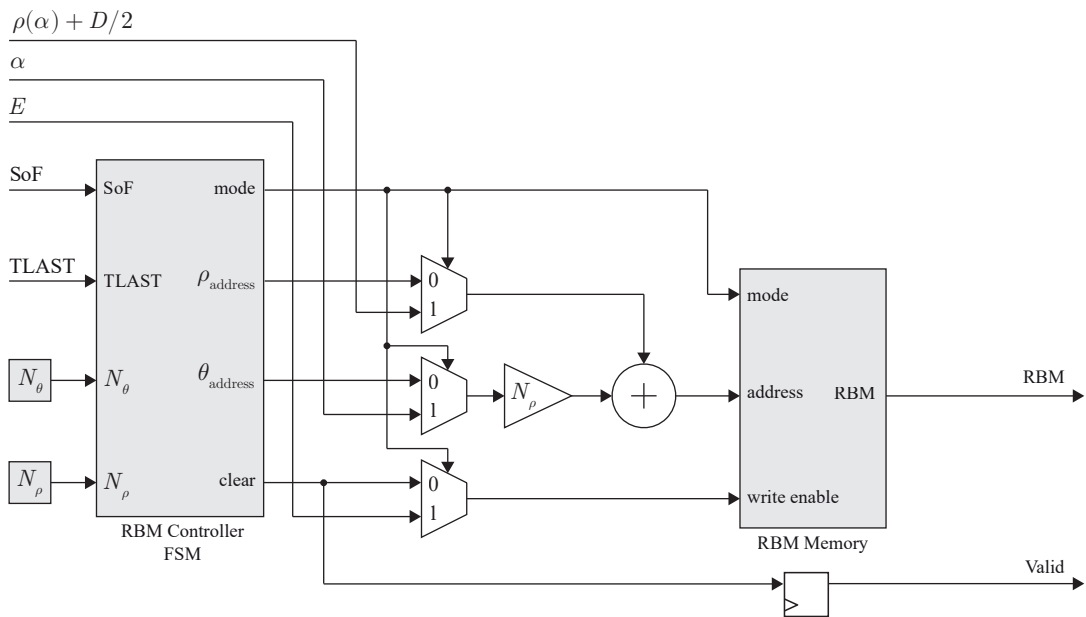 ρ(α) + D/2
α
E
SoF
SoF
mode
TLAST
TLAST
ρ_address
0
1
mode
N_θ
N_θ
θ_address
0
1
N_ρ
+
address
RBM
RBM
N_ρ
N_ρ
clear
0
1
write enable
RBM Controller
FSM
RBM Memory
Valid